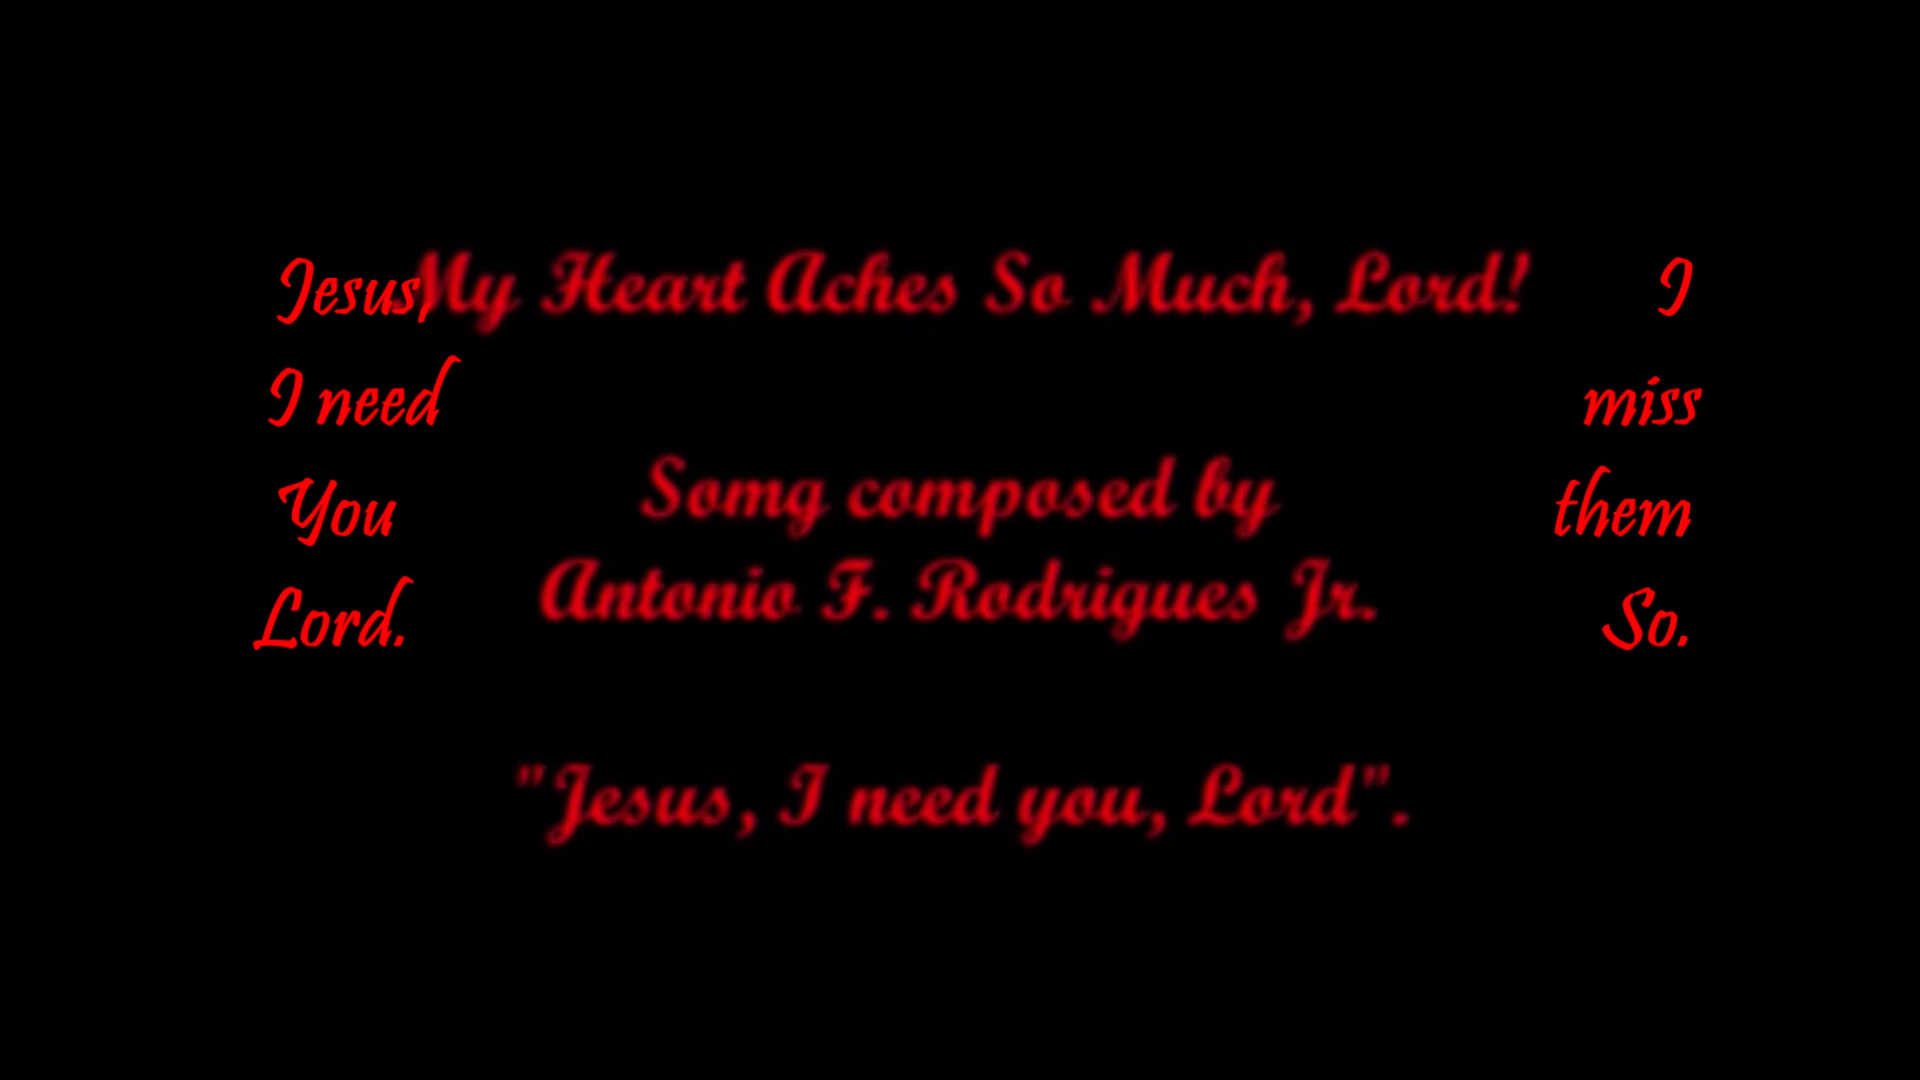 Jesus,
I need
You
Lord.
My Heart Aches So Much, Lord!
Somg composed by
Antonio F. Rodrigues Jr.
"Jesus, I need you, Lord".
I
miss
them
So.